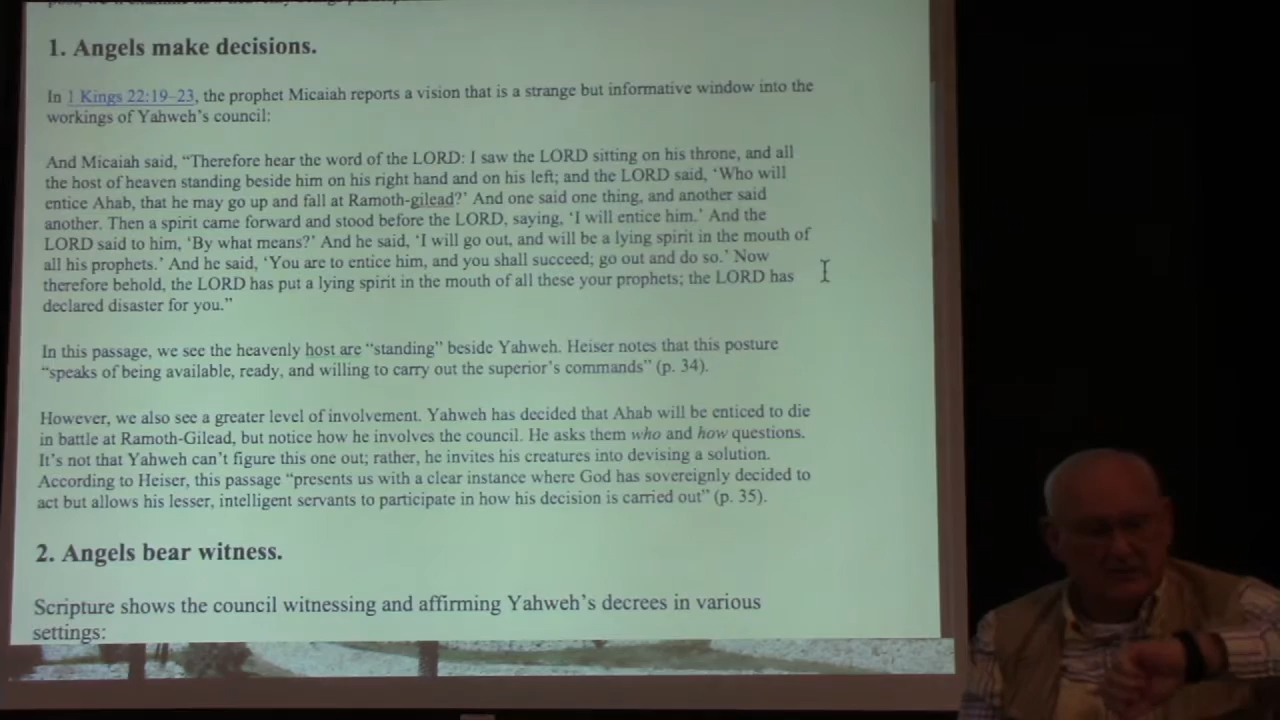 1. Angels make decisions.
In 1 Kings 22:19–23, the prophet Micaiah reports a vision that is a strange but informative window into the
workings of Yahweh's council:
And Micaiah said, “Therefore hear the word of the LORD: I saw the LORD sitting on his throne, and all
the host of heaven standing beside him on his right hand and on his left; and the LORD said, ‘Who will
entice Ahab, that he may go up and fall at Ramoth-gilead?’ And one said one thing, and another said
another. Then a spirit came forward and stood before the LORD, saying, ‘I will entice him.’ And the
LORD said to him, ‘By what means?’ And he said, ‘I will go out, and will be a lying spirit in the mouth of
all his prophets.’ And he said, ‘You are to entice him, and you shall succeed; go out and do so.’ Now
therefore behold, the LORD has put a lying spirit in the mouth of all these your prophets; the LORD has
declared disaster for you.”
In this passage, we see the heavenly host are “standing” beside Yahweh. Heiser notes that this posture
“speaks of being available, ready, and willing to carry out the superior's commands” (p. 34).
However, we also see a greater level of involvement. Yahweh has decided that Ahab will be enticed to die
in battle at Ramoth-Gilead, but notice how he involves the council. He asks them who and how questions.
It's not that Yahweh can't figure this one out; rather, he invites his creatures into devising a solution.
According to Heiser, this passage “presents us with a clear instance where God has sovereignly decided to
act but allows his lesser, intelligent servants to participate in how his decision is carried out” (p. 35).
2. Angels bear witness.
Scripture shows the council witnessing and affirming Yahweh's decrees in various
settings: